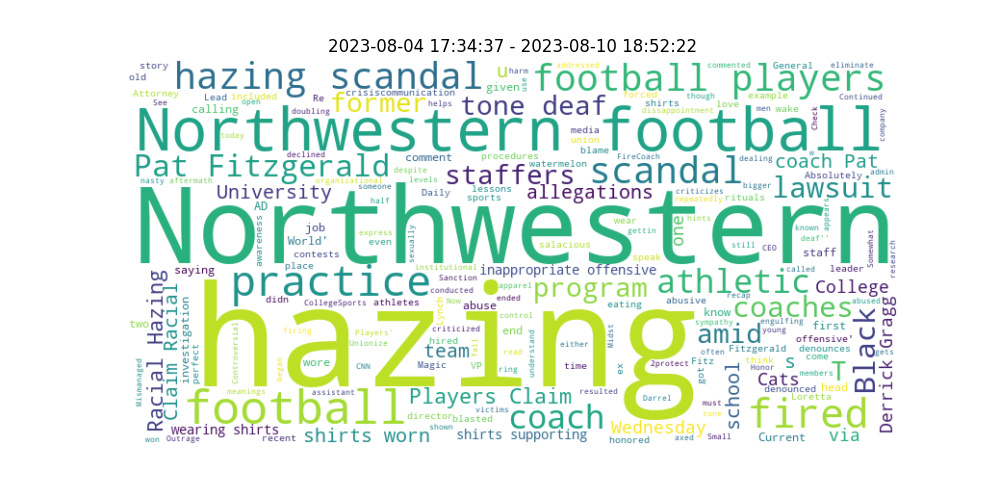 2023-08-04 17:34:37 - 2023-08-10 18:52:22
story
old
hazing scandal
u
harm
use
given
football players
addressed
commented
General
eliminate
Attorney
See
Lead
included
open
Re
doubling
crisiscommunication
former
helps
tone deaf
forced
shirts
though
dissappointment
love
example
men
wake
Check
Continued
company
calling
today
Northwestern football
media
union
blame
Pat Fitzgerald
declined
despite
comment
procedures
watermelon
FireCoach
scandal
dealing
a
coach Pat
Absolutely
admin
nasty
aftermath
organizational
someone
levels
staffers
University
half
Daily
lessons
sports
allegations
criticizes
repeatedly
bigger
rituals
lawsuit
AD
awareness
job
World'
contests
place
express
even
sexually
Northwestern
salacious
wear
gettin
speak
one
hints
still
CEO
known
deaf''
appears
staff
Somewhat
research
called
leader
saying
practice
institutional
Sanction
conducted
inappropriate offensive
program
apparel
eating
abusive
athletic
recap
College
abused
engulfing
Racial Hazing
claim Racial
investigation
perfect
two
didn
CollegeSports
athletes
Lynch
Now
abuse
ended
control
hazing
know
sympathy
coaches
young
first
offensive'
Black
Derrick Gragg
Controversial
firing
Players'
Unionize
criticized
hired
team
Fall
end
read
understand
either
Midst
amid
often
Fitzgerald
denounces
come
gets
began
wore
CNN
Magic
VP
ring
time
ex
2protect
Fitz
got
think
Honor
s
members
T
Mismanaged
meanings
assistant
victims
resulted
Darrel
school
must
tone
Cats
denounced
head
Loretta
football
Players Claim
director
blasted
shown
coach
Wednesday
fired
won
Outrage
wearing shirts
recent
shirts worn
shirts supporting
honored
axed
Small
Current
via